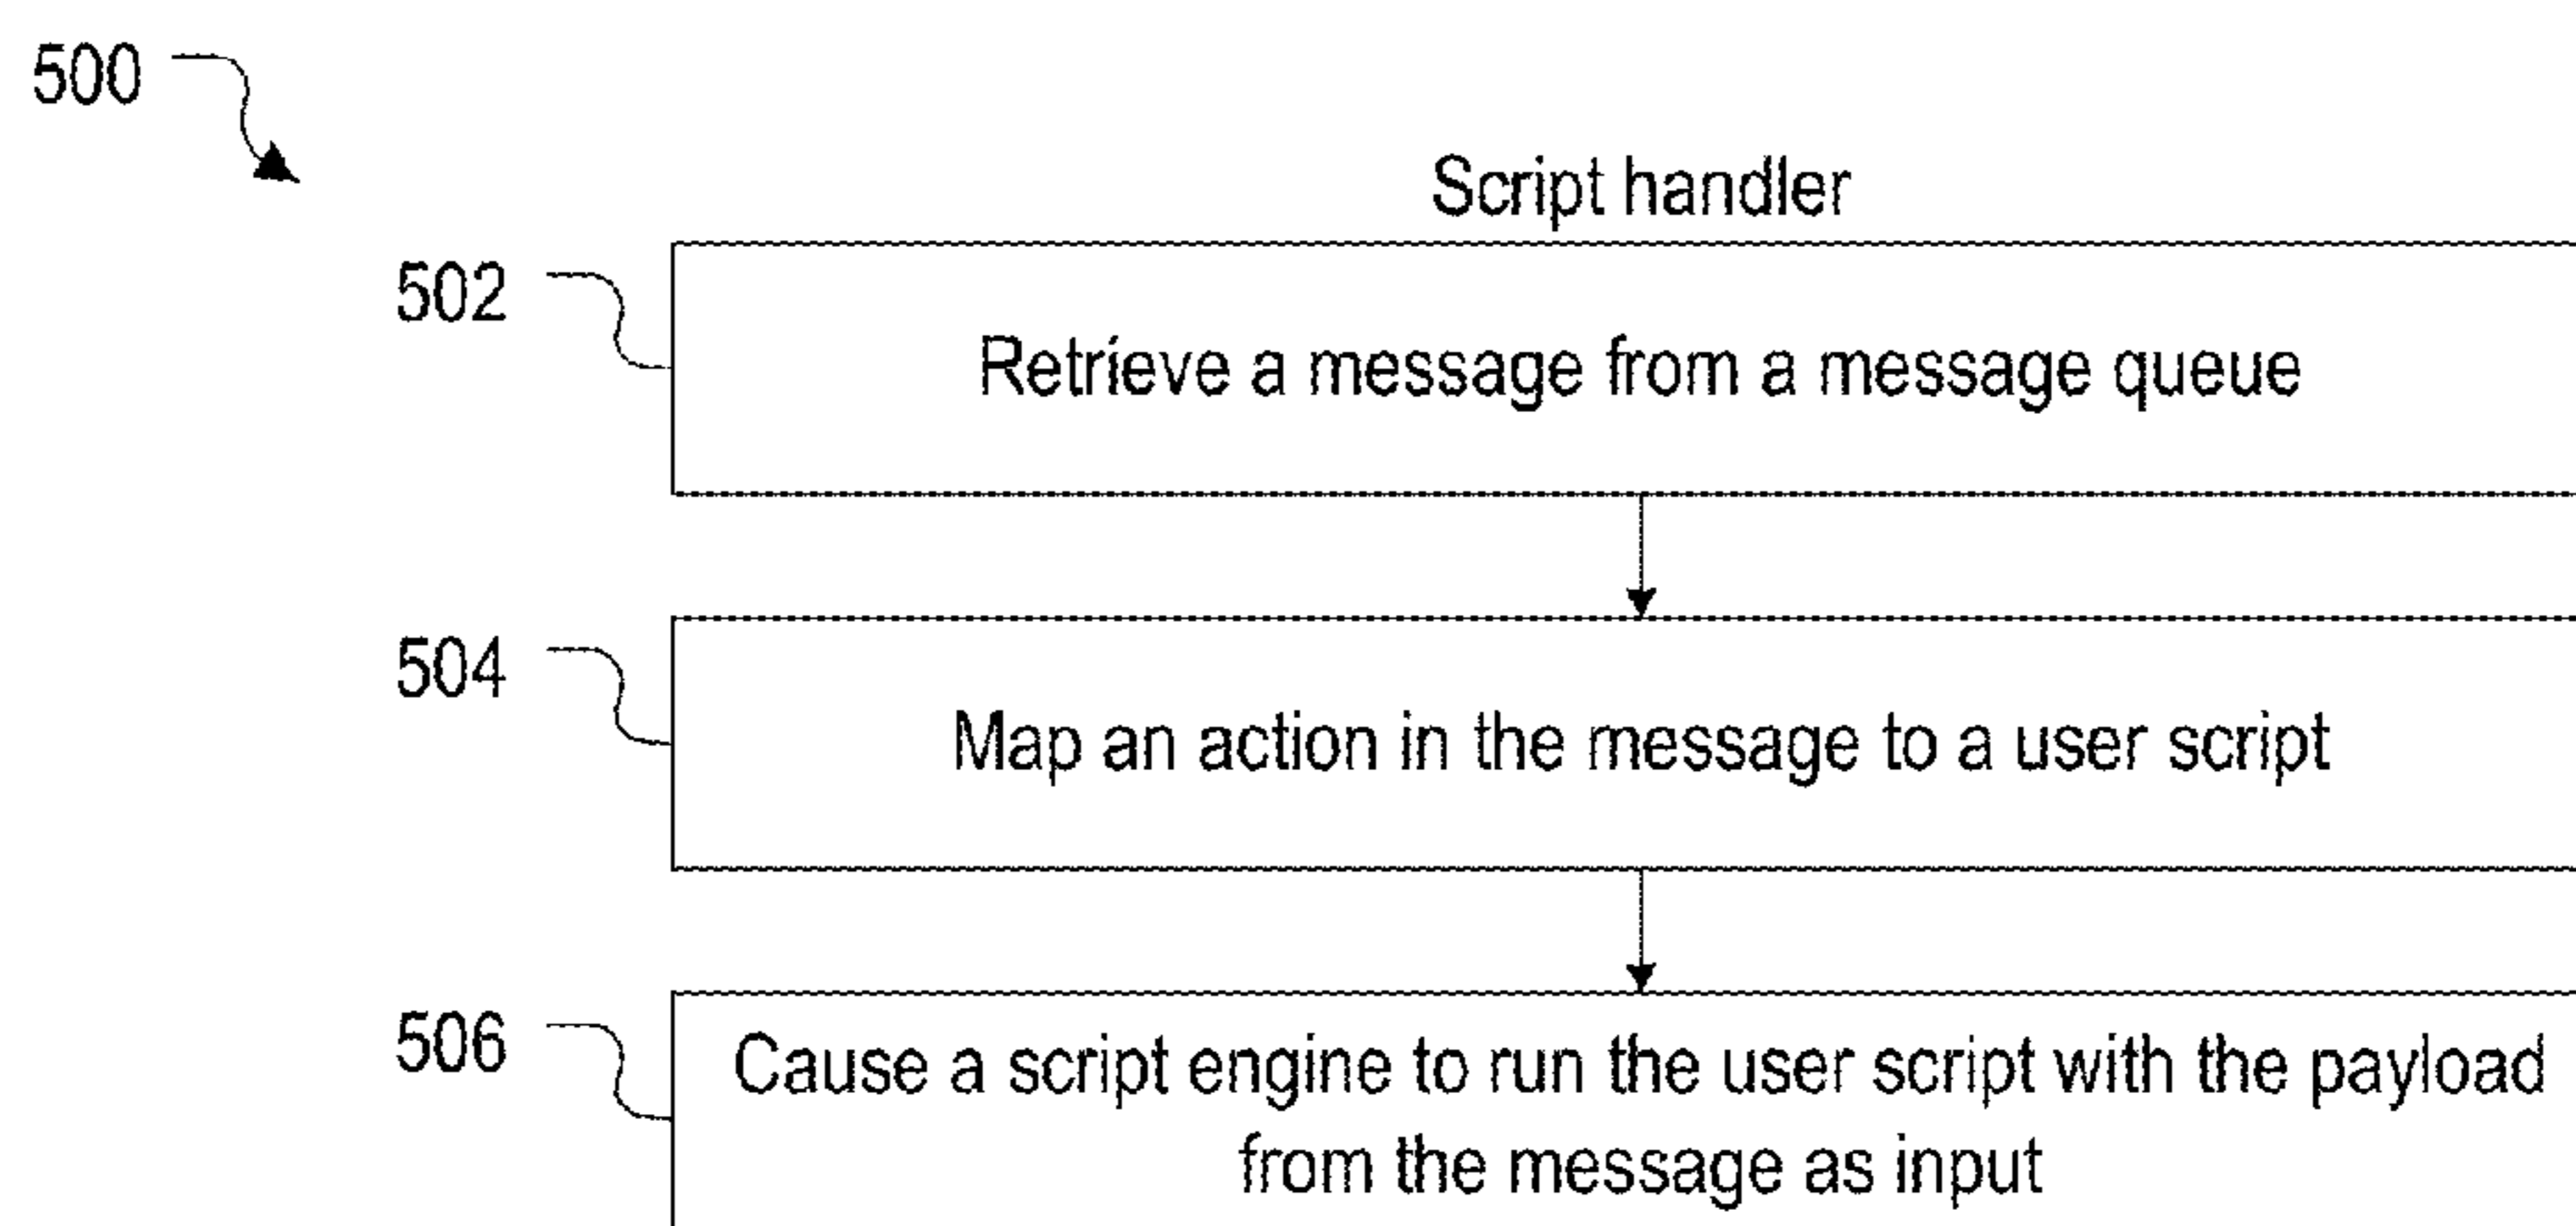 500
Script handler
502
Retrieve a message from a message queue
504
Map an action in the message to a user script
506
Cause a script engine to run the user script with the payload
from the message as input